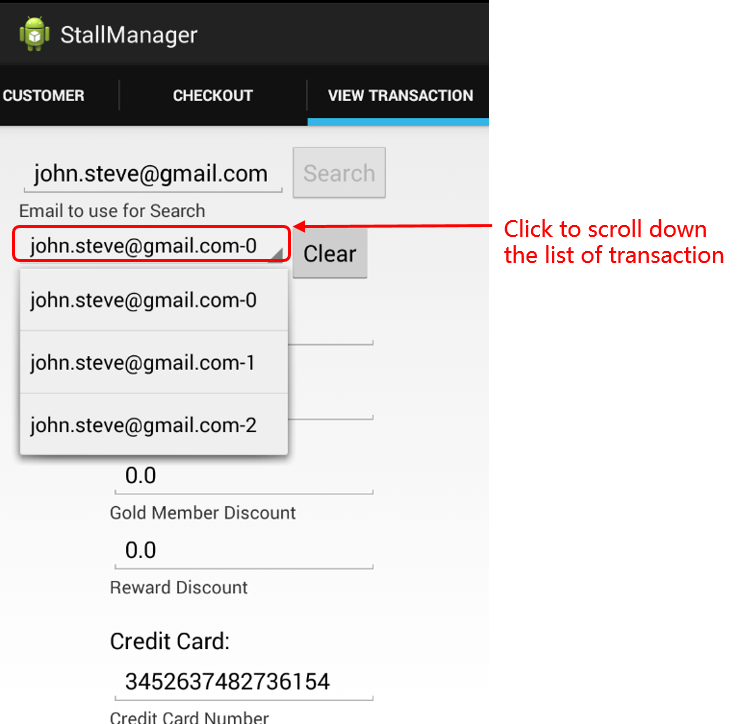 StallManager
CUSTOMER CHECKOUT VIEW TRANSACTION
john.steve@gmail.com Search
Email to use for Search
john.steve@gmail.com-0 Clear
Click to scroll down
the list of transaction
john.steve@gmail.com-0
john.steve@gmail.com-1
john.steve@gmail.com-2
0.0
Gold Member Discount
0.0
Reward Discount
Credit Card:
3452637482736154
Credit Card Number